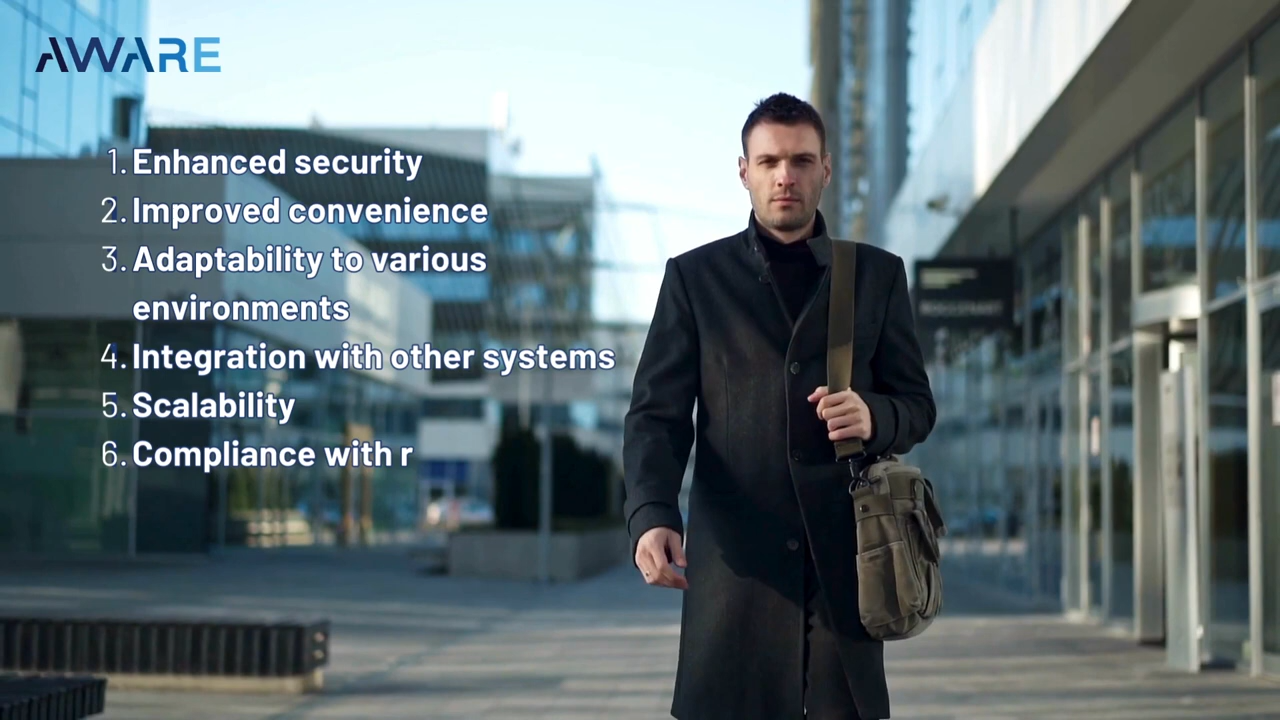 AWARE
1. Enhanced security
2. Improved convenience
3. Adaptability to various
environments
4. Integration with other systems
5. Scalability
6. Compliance with r